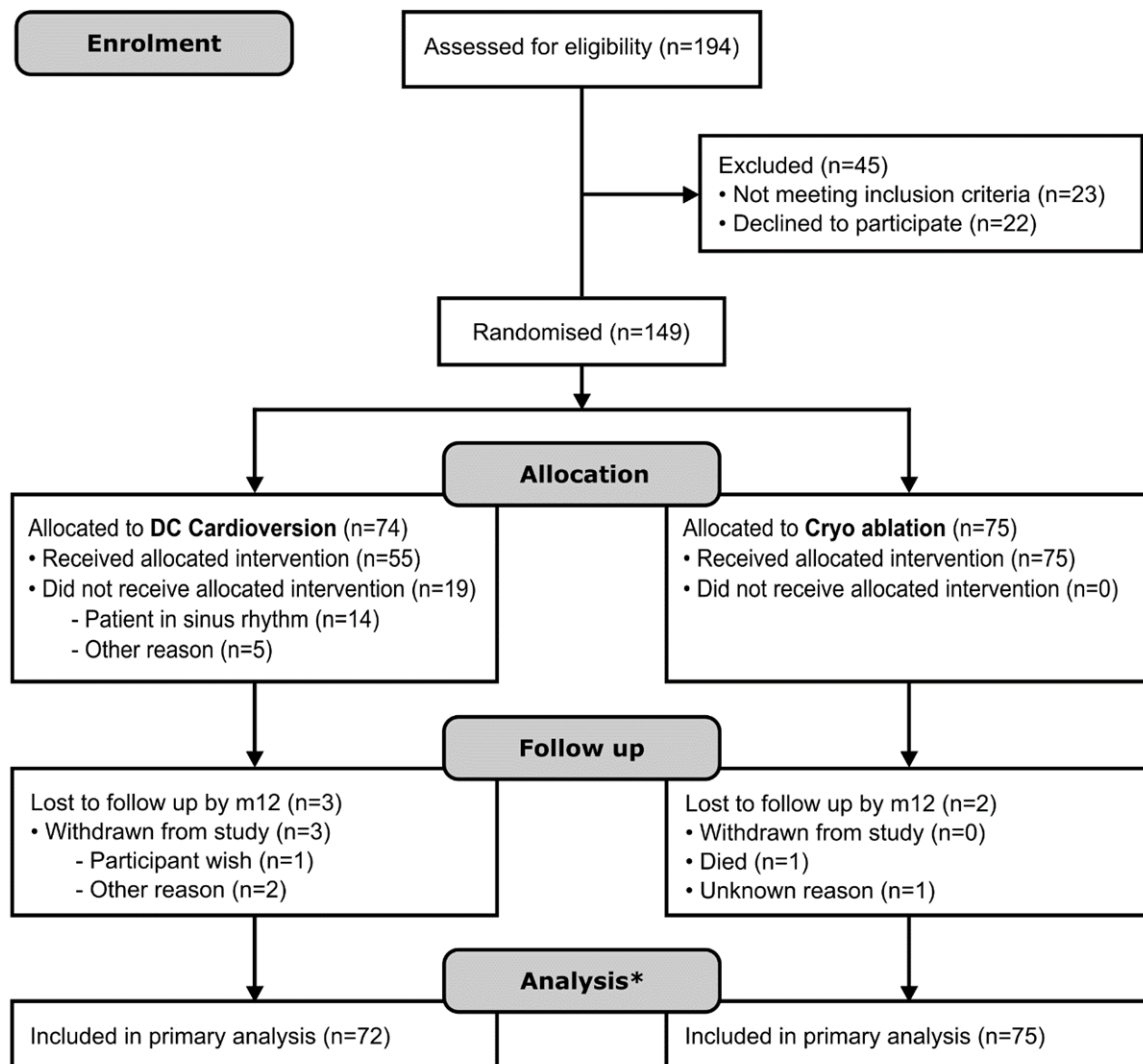 Enrolment
Assessed for eligibility (n=194)
Excluded (n=45)
• Not meeting inclusion criteria (n=23)
• Declined to participate (n=22)
Randomised (n=149)
Allocation
Allocated to DC Cardioversion (n=74)
• Received allocated intervention (n=55)
• Did not receive allocated intervention (n=19)
- Patient in sinus rhythm (n=14)
- Other reason (n=5)
Allocated to Cryo ablation (n=75)
• Received allocated intervention (n=75)
• Did not receive allocated intervention (n=0)
Follow up
Lost to follow up by m12 (n=3)
• Withdrawn from study (n=3)
- Participant wish (n=1)
- Other reason (n=2)
Lost to follow up by m12 (n=2)
• Withdrawn from study (n=0)
• Died (n=1)
• Unknown reason (n=1)
Analysis*
Included in primary analysis (n=72)
Included in primary analysis (n=75)